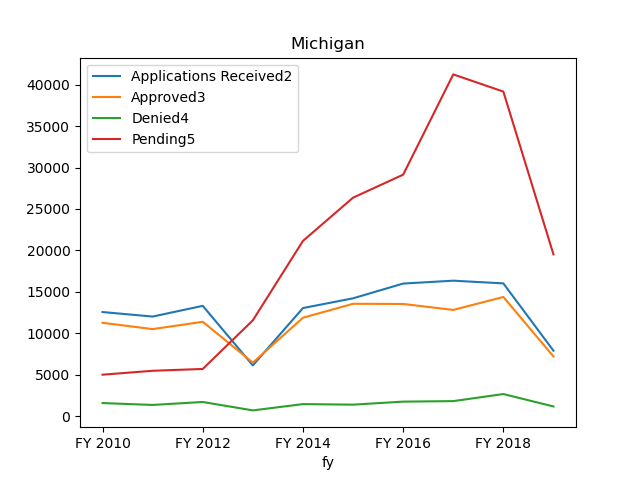 Michigan
Applications Received2
Approved3
Denied4
Pending5
40000
35000
30000
25000
20000
15000
10000
5000
0
FY 2010 FY 2012 FY 2014 FY 2016 FY 2018
fy